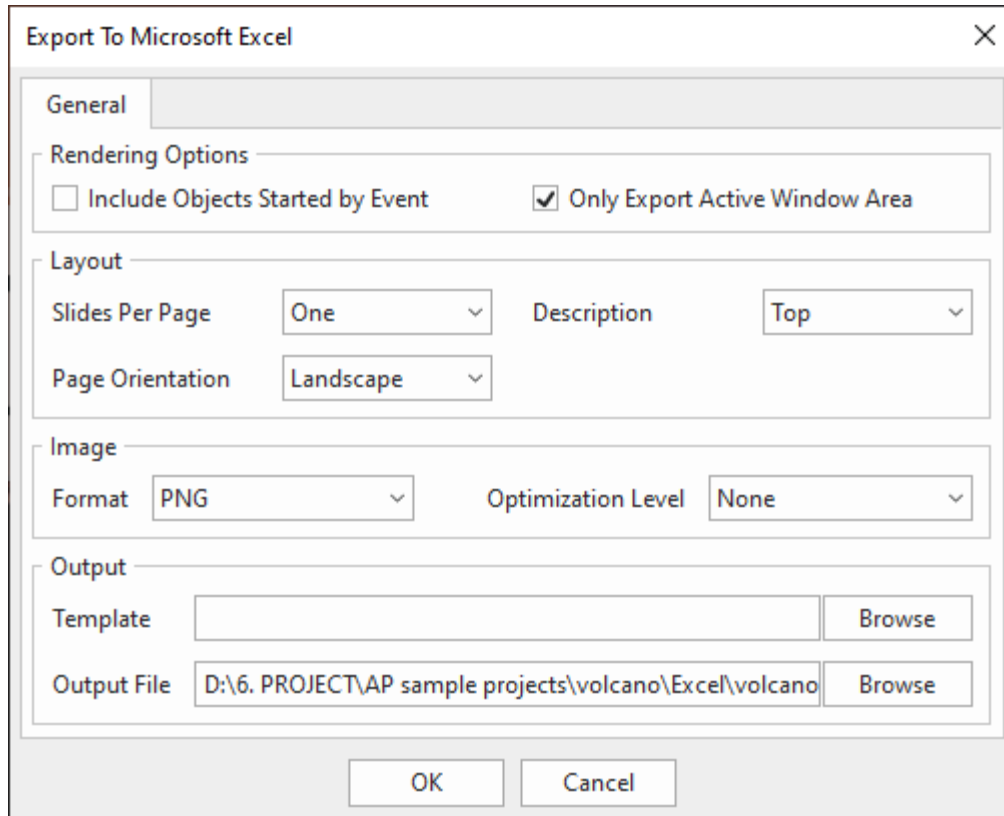 Export To Microsoft Excel
General
Rendering Options
Include Objects Started by Event Only Export Active Window Area
Layout
Slides Per Page One Description Top
Page Orientation Landscape
Image
Format PNG Optimization Level None
Output
Template Browse
Output File D:\6. PROJECT\AP sample projects\volcano\Excel\volcano Browse
OK Cancel